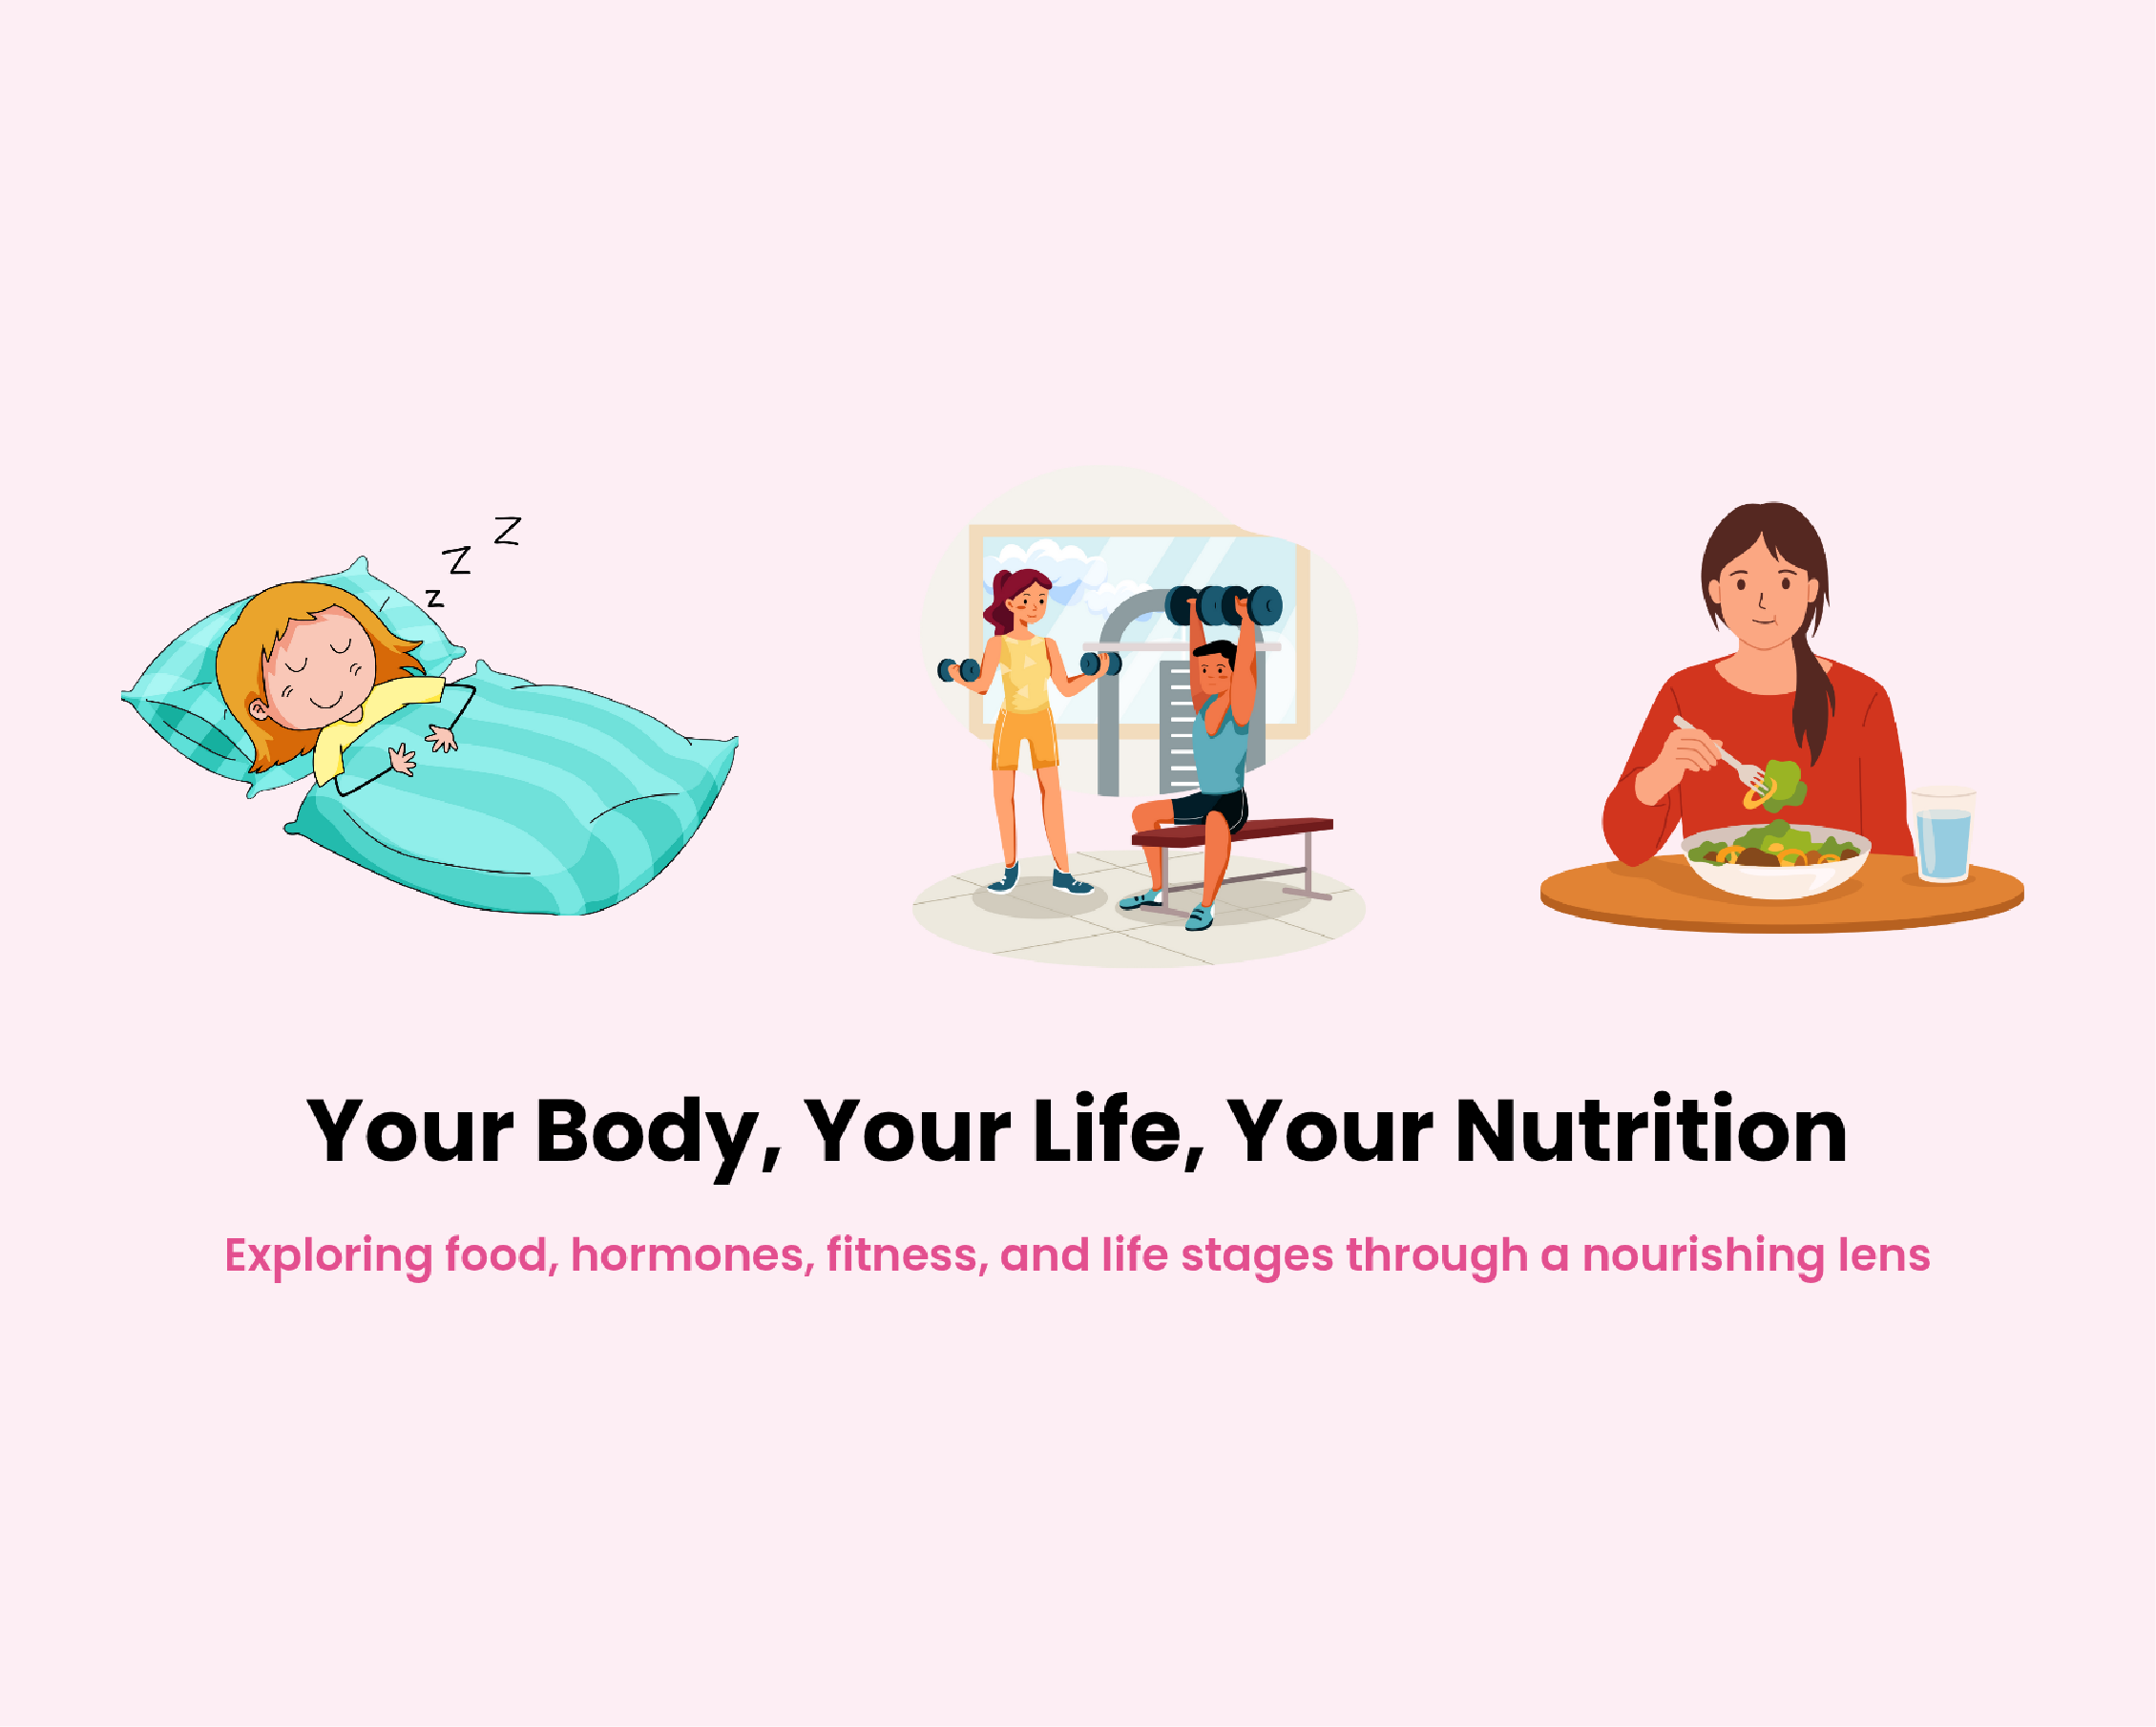 z
Z
Z
Your Body, Your Life, Your Nutrition
Exploring food, hormones, fitness, and life stages through a nourishing lens